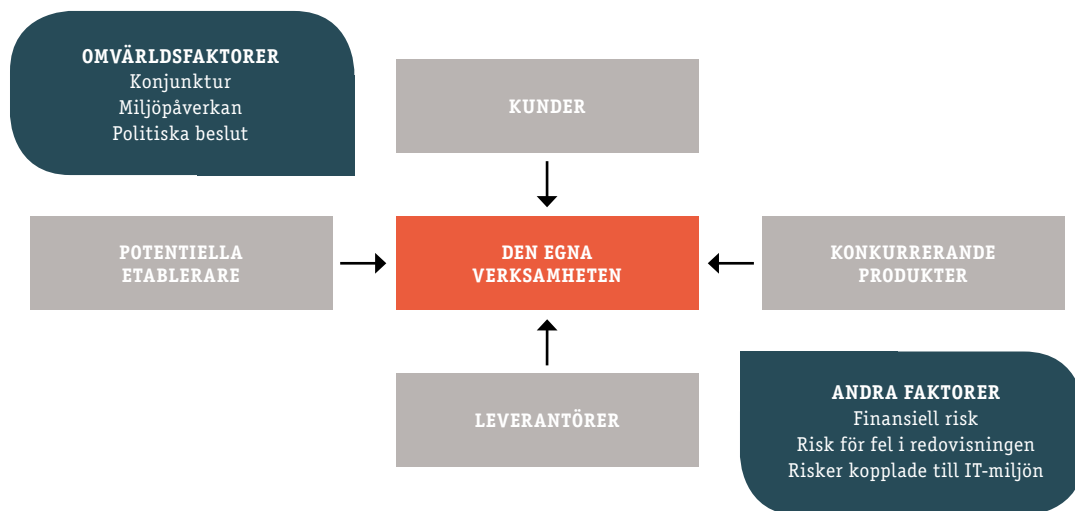 OMVÄRLDSFAKTORER
Konjunktur
Miljöpåverkan
Politiska beslut
KUNDER
POTENTIELLA
ETABLERARE
DEN EGNA
VERKSAMHETEN
KONKURRERANDE
PRODUKTER
LEVERANTÖRER
ANDRA FAKTORER
Finansiell risk
Risk för fel i redovisningen
Risker kopplade till IT-miljön